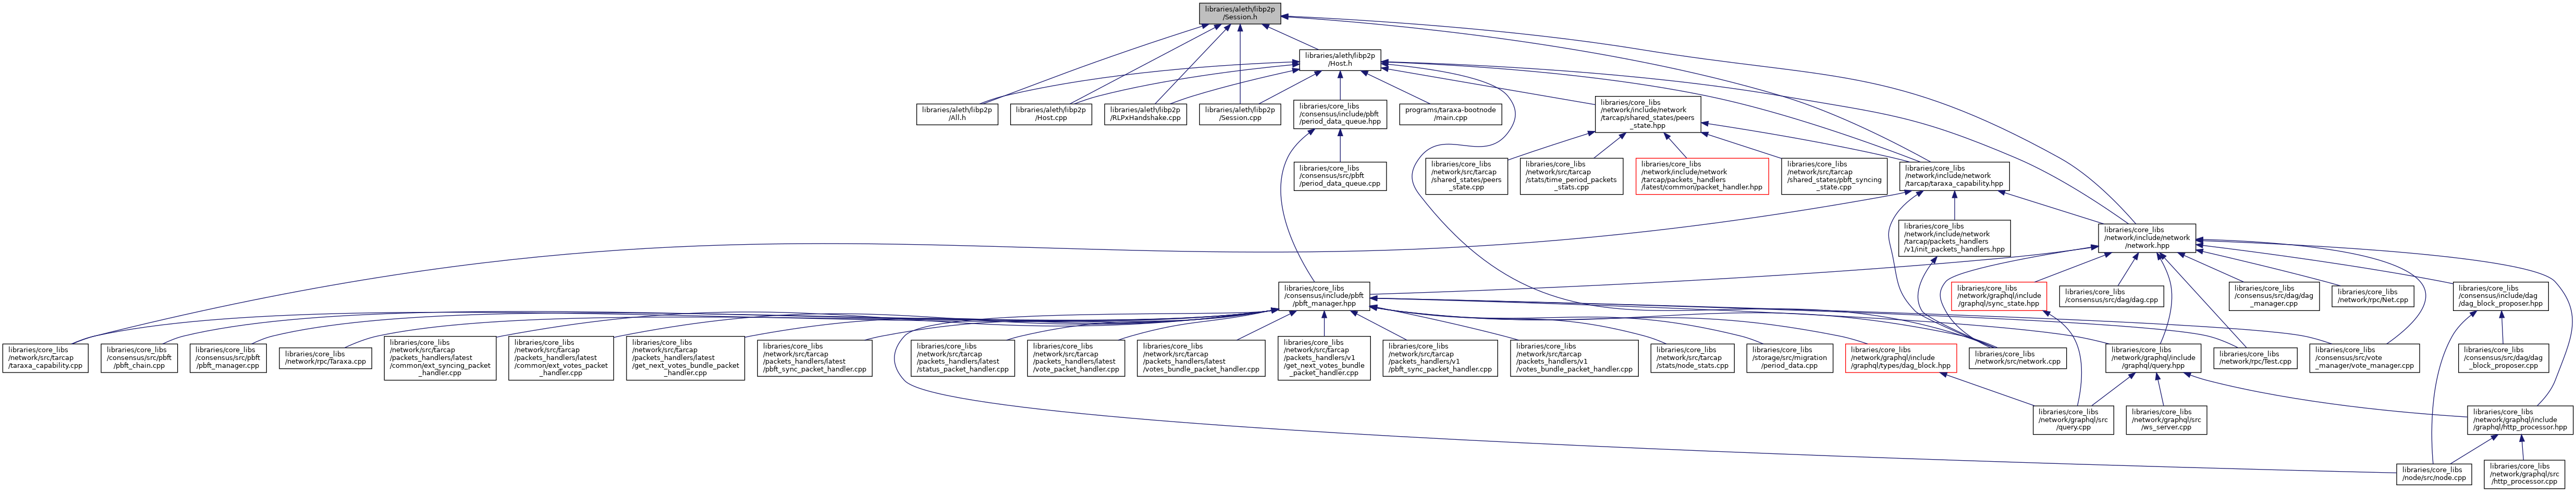 libraries/aleth/libp2p
/Session.h
libraries/aleth/libp2p
/Host.h
libraries/aleth/libp2p
/All.h
libraries/aleth/libp2p
/Host.cpp
libraries/aleth/libp2p
/RLPxHandshake.cpp
libraries/aleth/libp2p
/Session.cpp
libraries/core_libs
/consensus/include/pbft
/period_data_queue.hpp
programs/taraxa-bootnode
/main.cpp
libraries/core_libs
/network/include/network
/tarcap/shared_states/peers
_state.hpp
libraries/core_libs
/consensus/src/pbft
/period_data_queue.cpp
libraries/core_libs
/network/src/tarcap
/shared_states/peers
_state.cpp
libraries/core_libs
/network/src/tarcap
/stats/time_period_packets
_stats.cpp
libraries/core_libs
/network/include/network
/tarcap/packets_handlers
/latest/common/packet_handler.hpp
libraries/core_libs
/network/src/tarcap
/shared_states/pbft_syncing
_state.cpp
libraries/core_libs
/network/include/network
/tarcap/taraxa_capability.hpp
libraries/core_libs
/network/include/network
/tarcap/packets_handlers
/v1/init_packets_handlers.hpp
libraries/core_libs
/network/include/network
/network.hpp
libraries/core_libs
/consensus/include/pbft
/pbft_manager.hpp
libraries/core_libs
/network/graphql/include
/graphql/sync_state.hpp
libraries/core_libs
/consensus/src/dag/dag.cpp
libraries/core_libs
/consensus/src/dag/dag
_manager.cpp
libraries/core_libs
/network/rpc/Net.cpp
libraries/core_libs
/consensus/include/dag
/dag_block_proposer.hpp
libraries/core_libs
/network/src/tarcap
/taraxa_capability.cpp
libraries/core_libs
/consensus/src/pbft
/pbft_chain.cpp
libraries/core_libs
/consensus/src/pbft
/pbft_manager.cpp
libraries/core_libs
/network/rpc/Taraxa.cpp
libraries/core_libs
/network/src/tarcap
/packets_handlers/latest
/common/ext_syncing_packet
_handler.cpp
libraries/core_libs
/network/src/tarcap
/packets_handlers/latest
/common/ext_votes_packet
_handler.cpp
libraries/core_libs
/network/src/tarcap
/packets_handlers/latest
/get_next_votes_bundle_packet
_handler.cpp
libraries/core_libs
/network/src/tarcap
/packets_handlers/latest
/pbft_sync_packet_handler.cpp
libraries/core_libs
/network/src/tarcap
/packets_handlers/latest
/status_packet_handler.cpp
libraries/core_libs
/network/src/tarcap
/packets_handlers/latest
/vote_packet_handler.cpp
libraries/core_libs
/network/src/tarcap
/packets_handlers/latest
/votes_bundle_packet_handler.cpp
libraries/core_libs
/network/src/tarcap
/packets_handlers/v1
/get_next_votes_bundle
_packet_handler.cpp
libraries/core_libs
/network/src/tarcap
/packets_handlers/v1
/pbft_sync_packet_handler.cpp
libraries/core_libs
/network/src/tarcap
/packets_handlers/v1
/votes_bundle_packet_handler.cpp
libraries/core_libs
/network/src/tarcap
/stats/node_stats.cpp
libraries/core_libs
/storage/src/migration
/period_data.cpp
libraries/core_libs
/network/graphql/include
/graphql/types/dag_block.hpp
libraries/core_libs
/network/src/network.cpp
libraries/core_libs
/network/graphql/include
/graphql/query.hpp
libraries/core_libs
/network/rpc/Test.cpp
libraries/core_libs
/consensus/src/vote
_manager/vote_manager.cpp
libraries/core_libs
/consensus/src/dag/dag
_block_proposer.cpp
libraries/core_libs
/network/graphql/src
/query.cpp
libraries/core_libs
/network/graphql/src
/ws_server.cpp
libraries/core_libs
/network/graphql/include
/graphql/http_processor.hpp
libraries/core_libs
/node/src/node.cpp
libraries/core_libs
/network/graphql/src
/http_processor.cpp